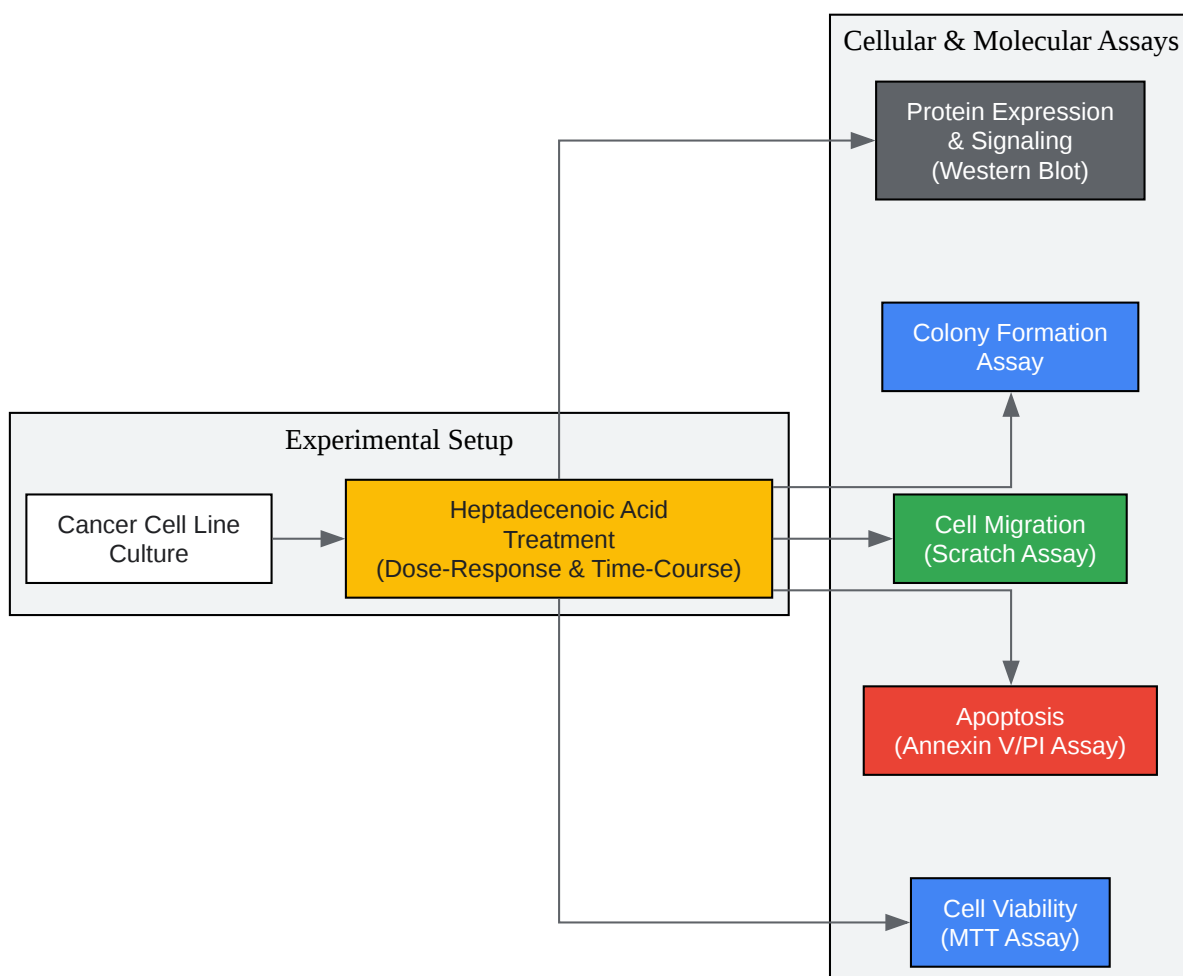 Cellular & Molecular Assays
Protein Expression
& Signaling
(Western Blot)
Colony Formation
Assay
Experimental Setup
Cancer Cell Line
Culture
Heptadecenoic Acid
Treatment
(Dose-Response & Time-Course)
Cell Migration
(Scratch Assay)
Apoptosis
(Annexin V/PI Assay)
Cell Viability
(MTT Assay)